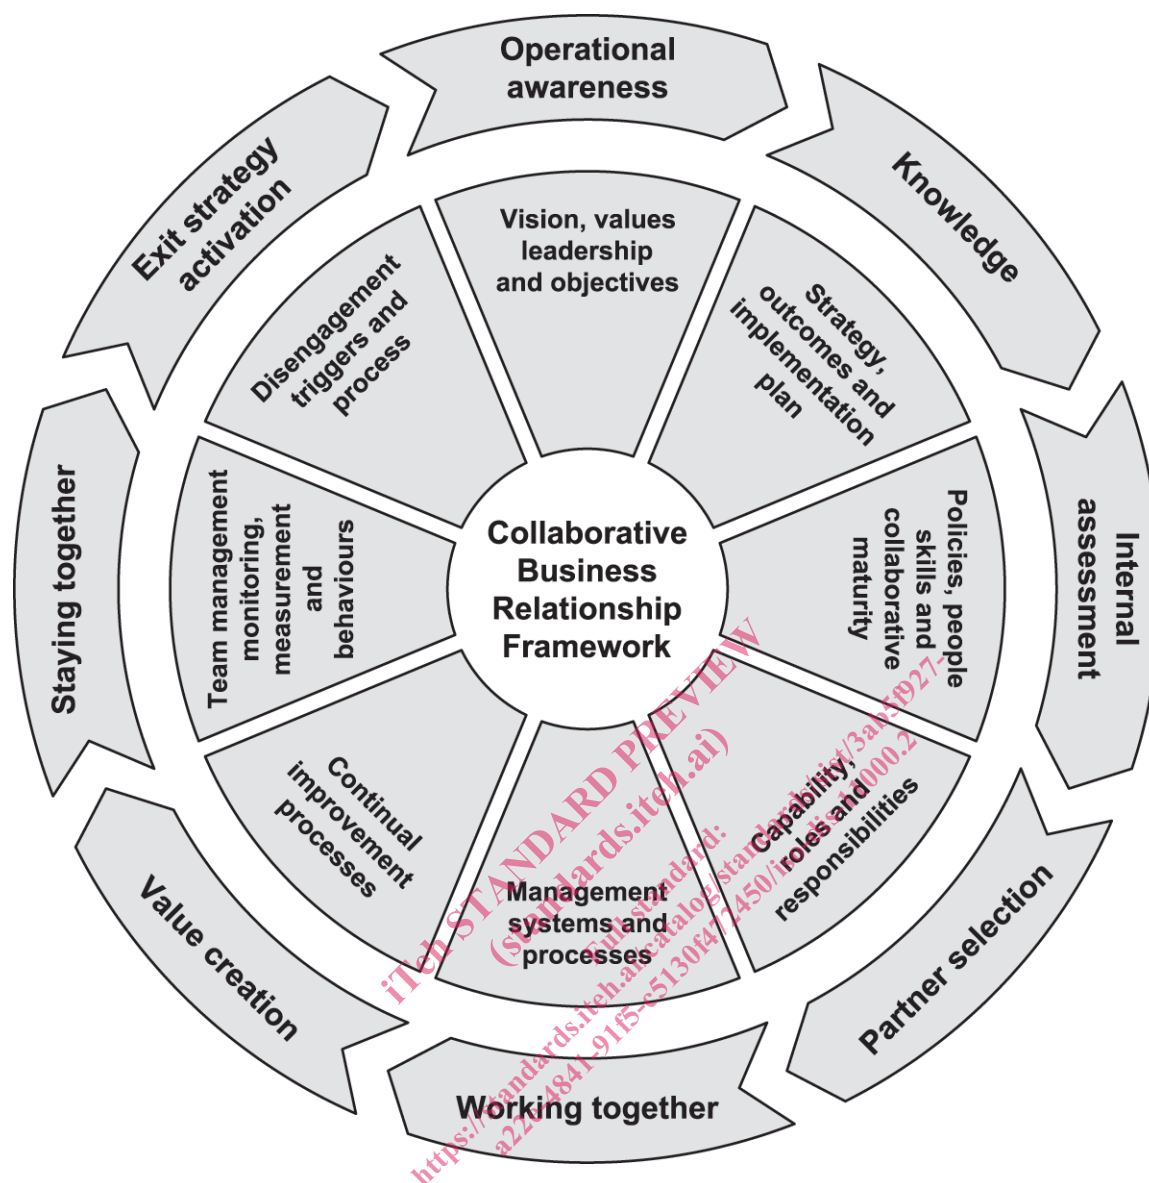 Operational
awareness
Knowledge
Internal
assessment
Partner selection
Working together
Value creation
Staying together
Exit strategy
activation
Vision, values
leadership
and objectives
Strategy,
outcomes and
implementation
plan
Policies, people
skills and
collaborative
maturity
Capability,
roles and
responsibilities
Management
systems and
processes
Continual
improvement
processes
Team management
monitoring,
measurement
and
behaviours
Disengagement
triggers and
process
Collaborative
Business
Relationship
Framework
iTeh STANDARD PREVIEW
(standards.iteh.ai)
Full standard: